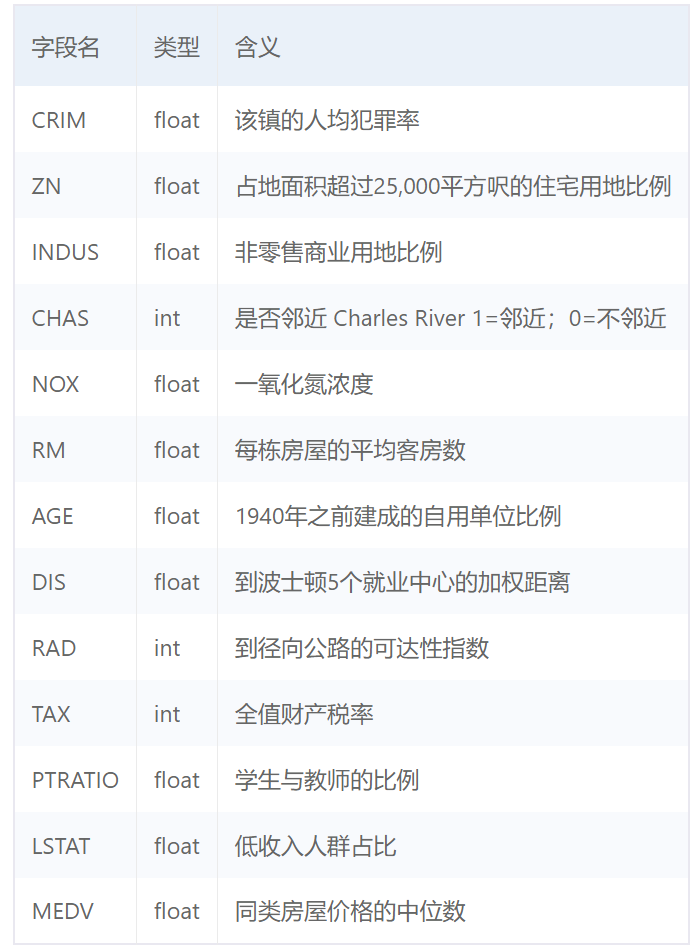 字段名 类型 含义
CRIM float 该镇的人均犯罪率
ZN float 占地面积超过25,000平方呎的住宅用地比例
INDUS float 非零售商业用地比例
CHAS int 是否邻近 Charles River 1=邻近；0=不邻近
NOX float 一氧化氮浓度
RM float 每栋房屋的平均客房数
AGE float 1940年之前建成的自用单位比例
DIS float 到波士顿5个就业中心的加权距离
RAD int 到径向公路的可达性指数
TAX int 全值财产税率
PTRATIO float 学生与教师的比例
LSTAT float 低收入人群占比
MEDV float 同类房屋价格的中位数